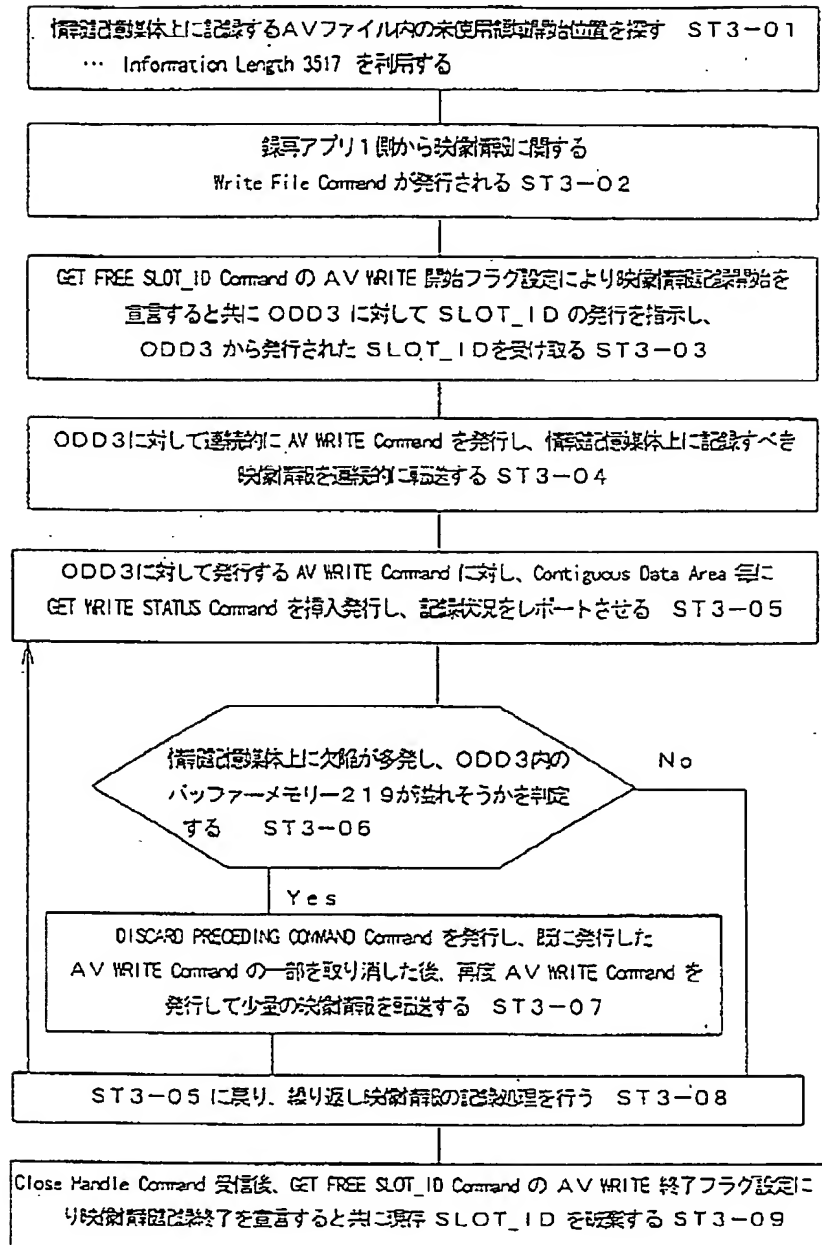 情報記憶媒体上に記録するAVファイル内の未使用領域開始位置を探す ST3-01
… Information Length 3517 を利用する
録再アプリ1側から映像情報に関する
Write File Command が発行される ST3-02
GET FREE SLOT_ID Command の AV WRITE 開始フラグ設定により映像情報記録開始を
宣言すると共に ODD3 に対して SLOT_ID の発行を指示し、
ODD3 から発行された SLOT_IDを受け取る ST3-03
ODD3に対して連続的に AV WRITE Command を発行し、情報記憶媒体上に記録すべき
映像情報を連続的に転送する ST3-04
ODD3に対して発行する AV WRITE Command に対し、Contiguous Data Area 毎に
GET WRITE STATUS Command を挿入発行し、記録状況をレポートさせる ST3-05
情報記憶媒体上に欠陥が多発し、ODD3内の
バッファーメモリー219が溢れそうかを判定
する ST3-06
No
Yes
DISCARD PRECEDING COMMAND Command を発行し、既に発行した
AV WRITE Command の一部を取り消した後、再度 AV WRITE Command を
発行して少量の映像情報を転送する ST3-07
ST3-05 に戻り、繰り返し映像情報の記録処理を行う ST3-08
Close Handle Command 受信後、GET FREE SLOT_ID Command の AV WRITE 終了フラグ設定に
り映像情報記録終了を宣言すると共に現存 SLOT_ID を破棄する ST3-09